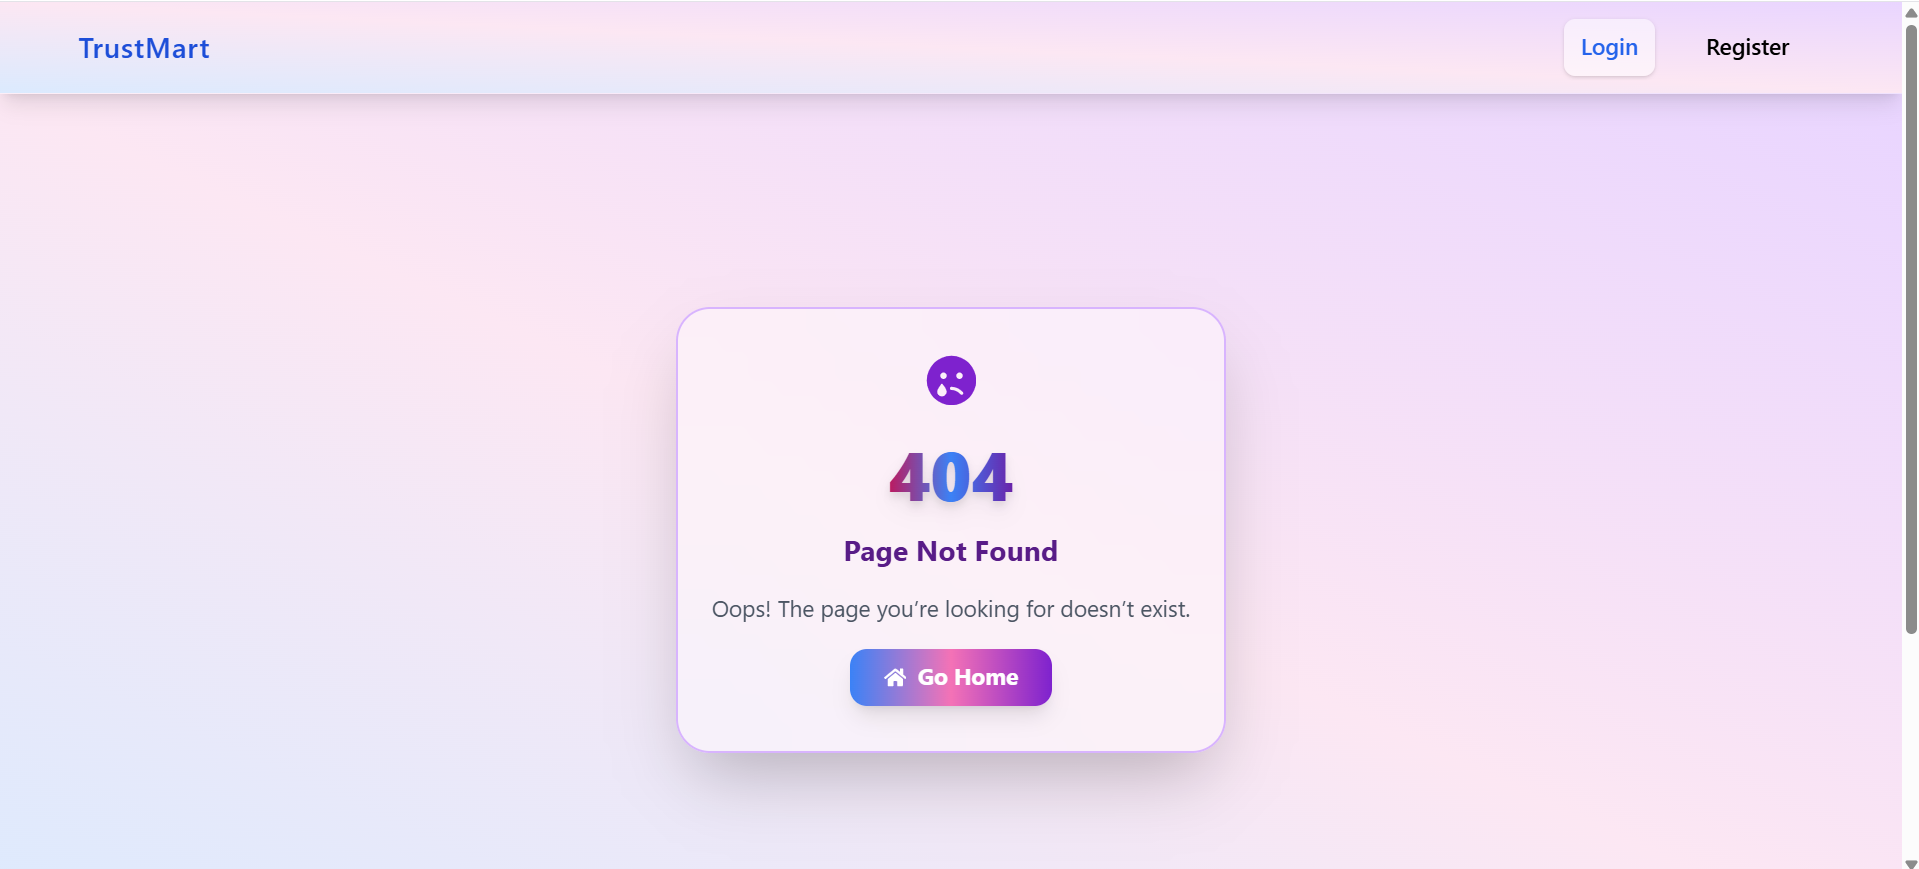 TrustMart
Login
Register
404
Page Not Found
Oops! The page you’re looking for doesn’t exist.
Go Home